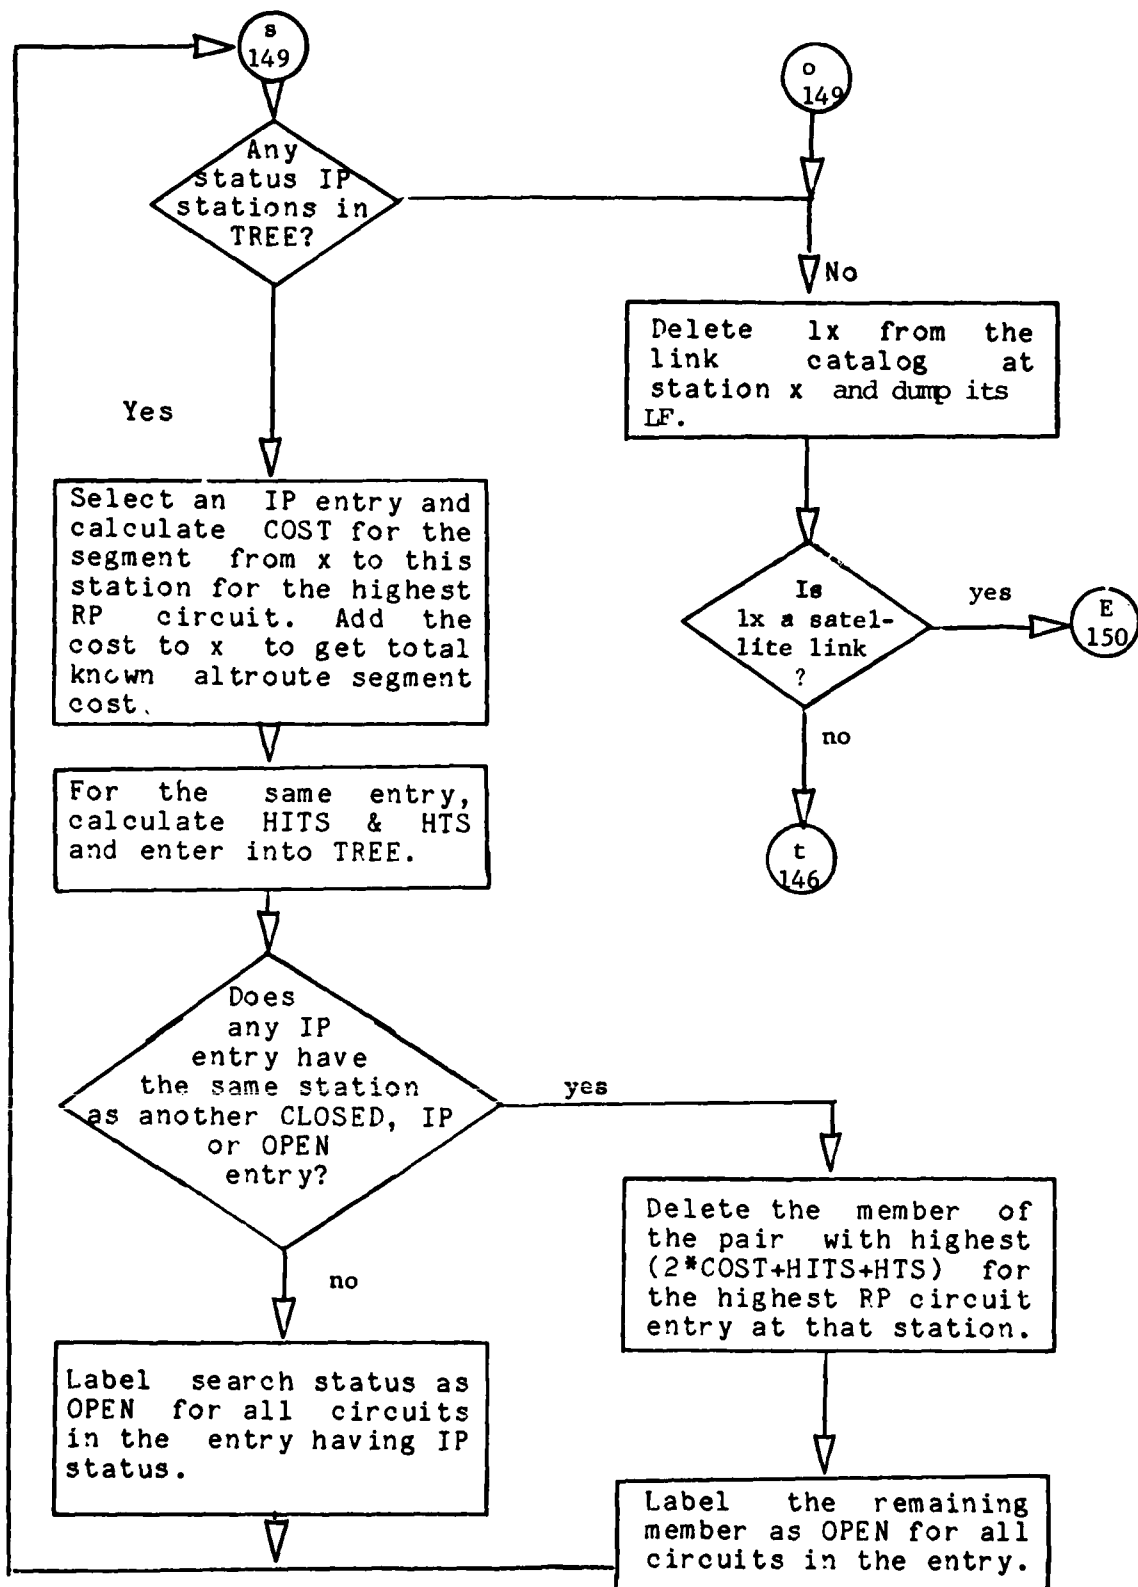 s
149
o
149
Any
status IP
stations in
TREE?
No
Yes
Delete lx from the
link catalog at
station x and dump its
LF.
Select an IP entry and
calculate COST for the
segment from x to this
station for the highest
RP circuit. Add the
cost to x to get total
known altroute segment
cost.
Is
lx a satel-
lite link
?
yes
E
150
no
t
146
For the same entry,
calculate HITS & HTS
and enter into TREE.
Does
any IP
entry have
the same station
as another CLOSED, IP
or OPEN
entry?
yes
no
Delete the member of
the pair with highest
(2*COST+HITS+HTS) for
the highest RP circuit
entry at that station.
Label search status as
OPEN for all circuits
in the entry having IP
status.
Label the remaining
member as OPEN for all
circuits in the entry.